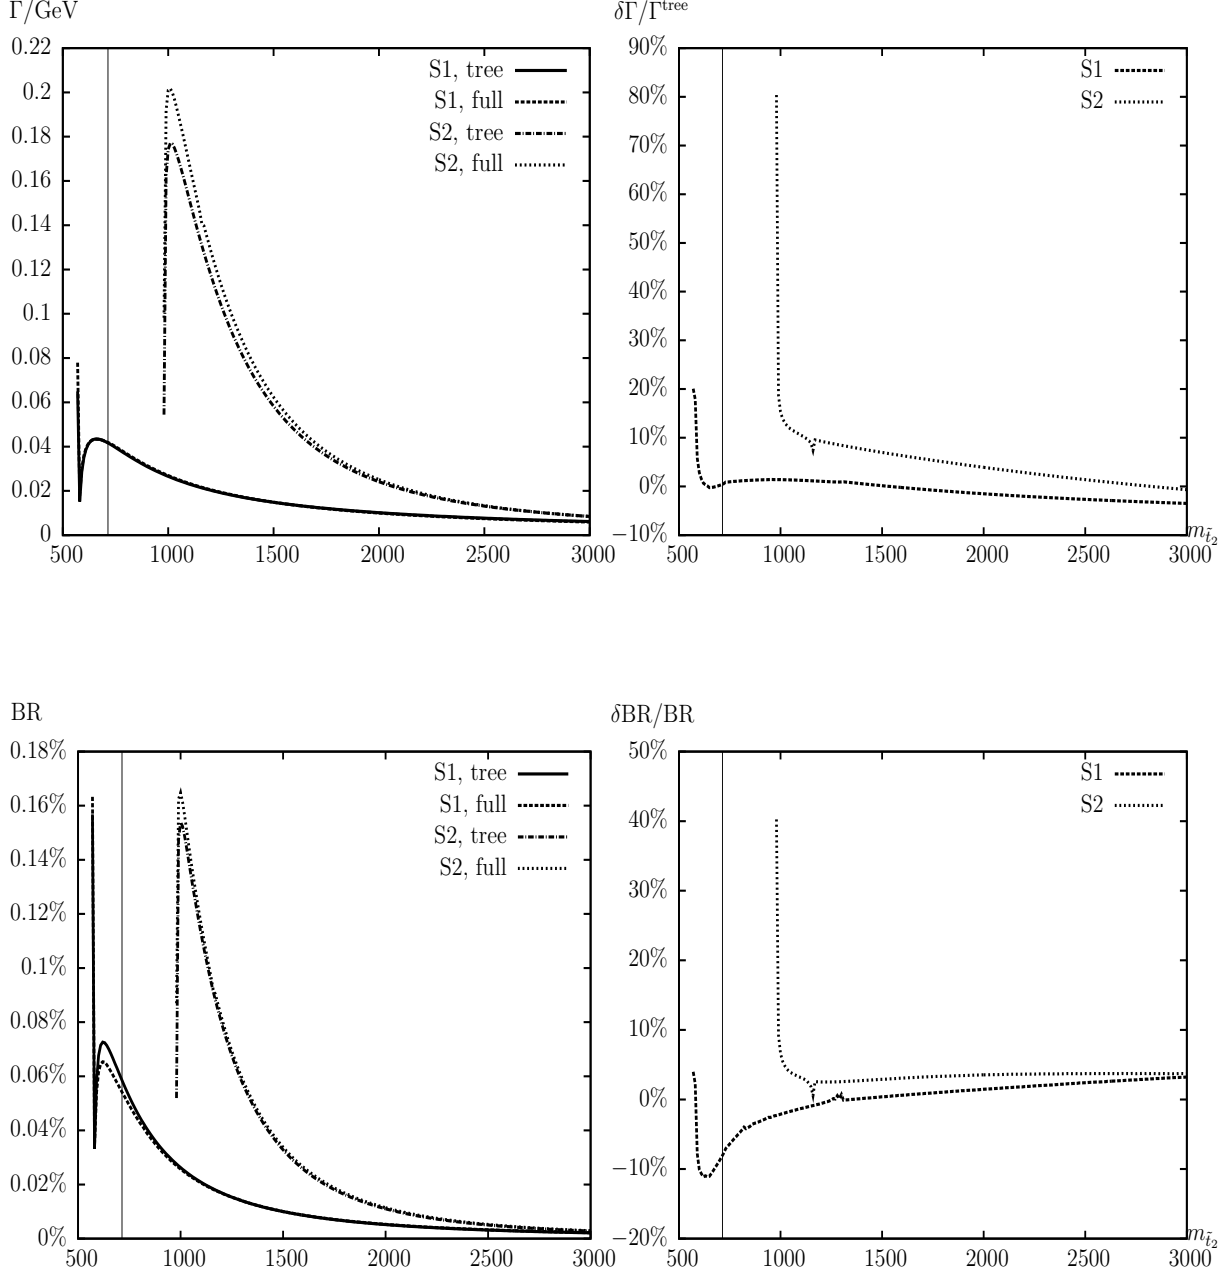 Γ/GeV
0.22
0.2
0.18
0.16
0.14
0.12
0.1
0.08
0.06
0.04
0.02
0
500 1000 1500 2000 2500 3000
S1, tree
S1, full
S2, tree
S2, full
δΓ/Γ^tree
90%
80%
70%
60%
50%
40%
30%
20%
10%
0%
−10%
500 1000 1500 2000 2500 3000
m_t̃2
S1
S2
BR
0.18%
0.16%
0.14%
0.12%
0.1%
0.08%
0.06%
0.04%
0.02%
0%
500 1000 1500 2000 2500 3000
S1, tree
S1, full
S2, tree
S2, full
δBR/BR
50%
40%
30%
20%
10%
0%
−10%
−20%
500 1000 1500 2000 2500 3000
m_t̃2
S1
S2